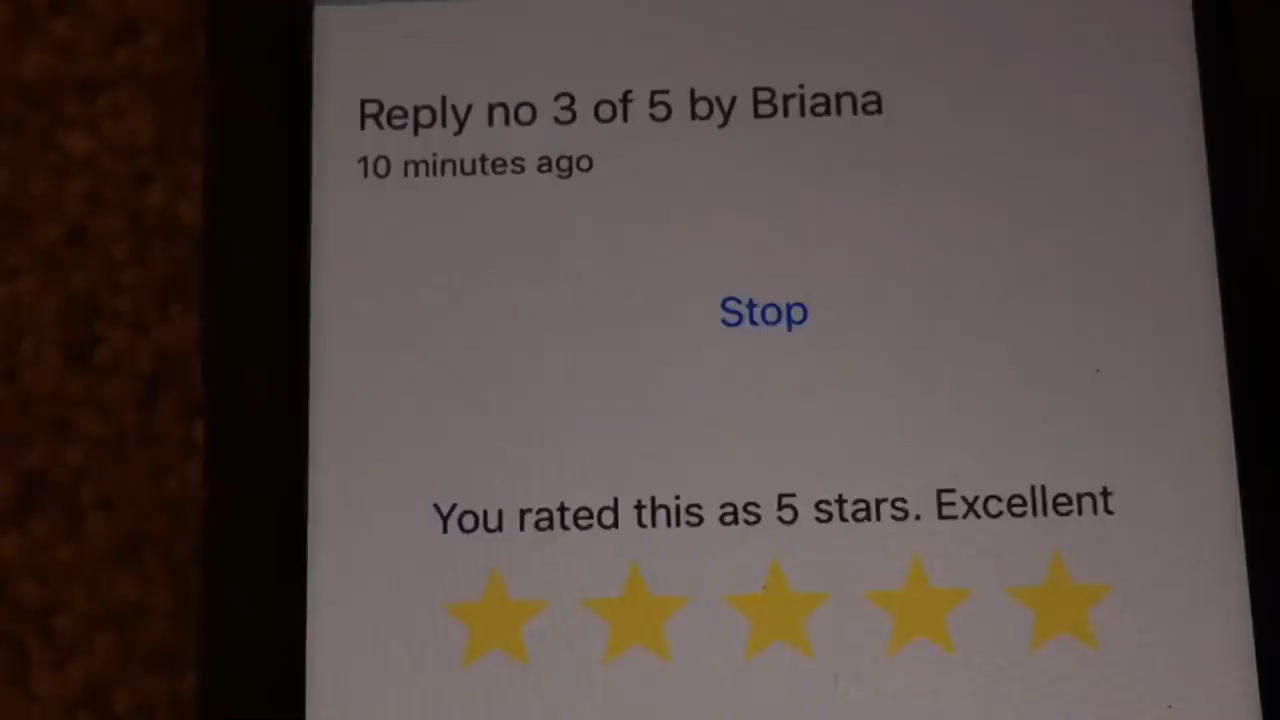 Reply no 3 of 5 by Briana
10 minutes ago
Stop
You rated this as 5 stars. Excellent